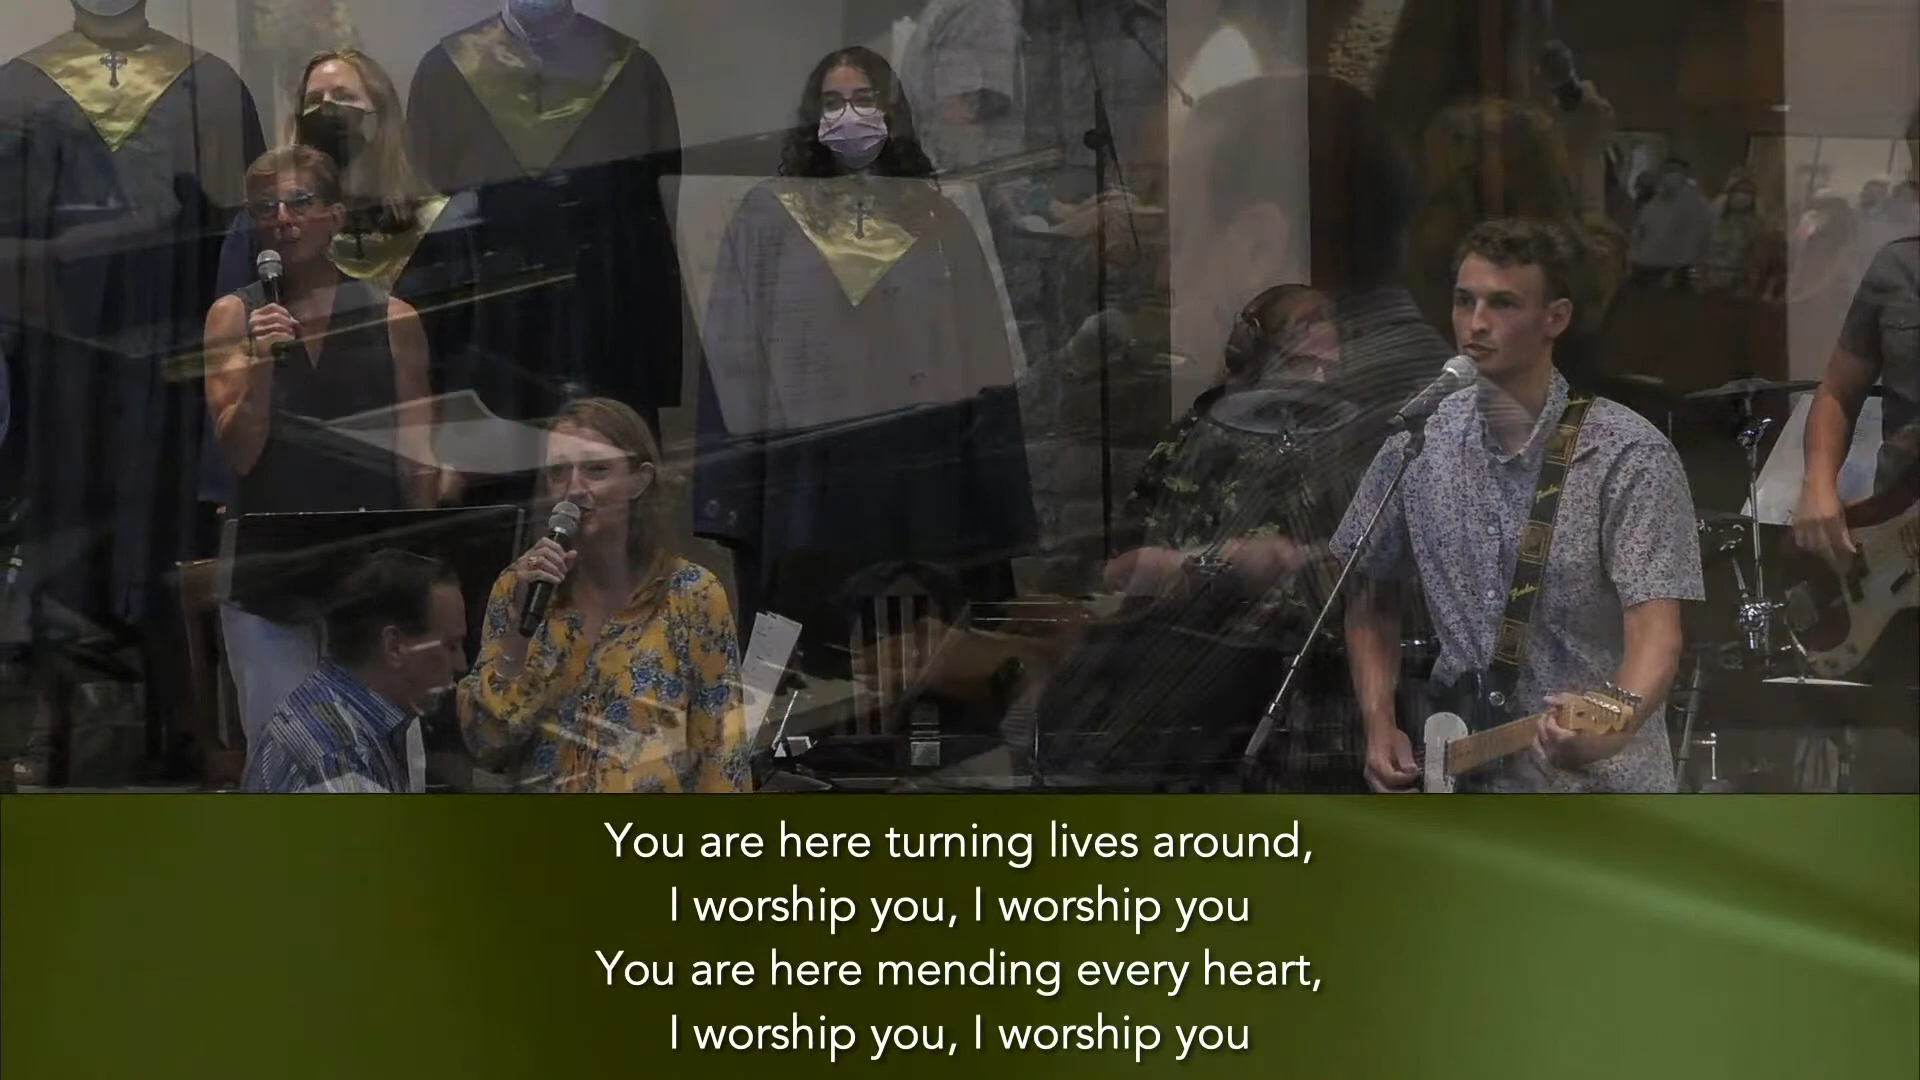 You are here turning lives around,
I worship you, I worship you
You are here mending every heart,
I worship you, I worship you